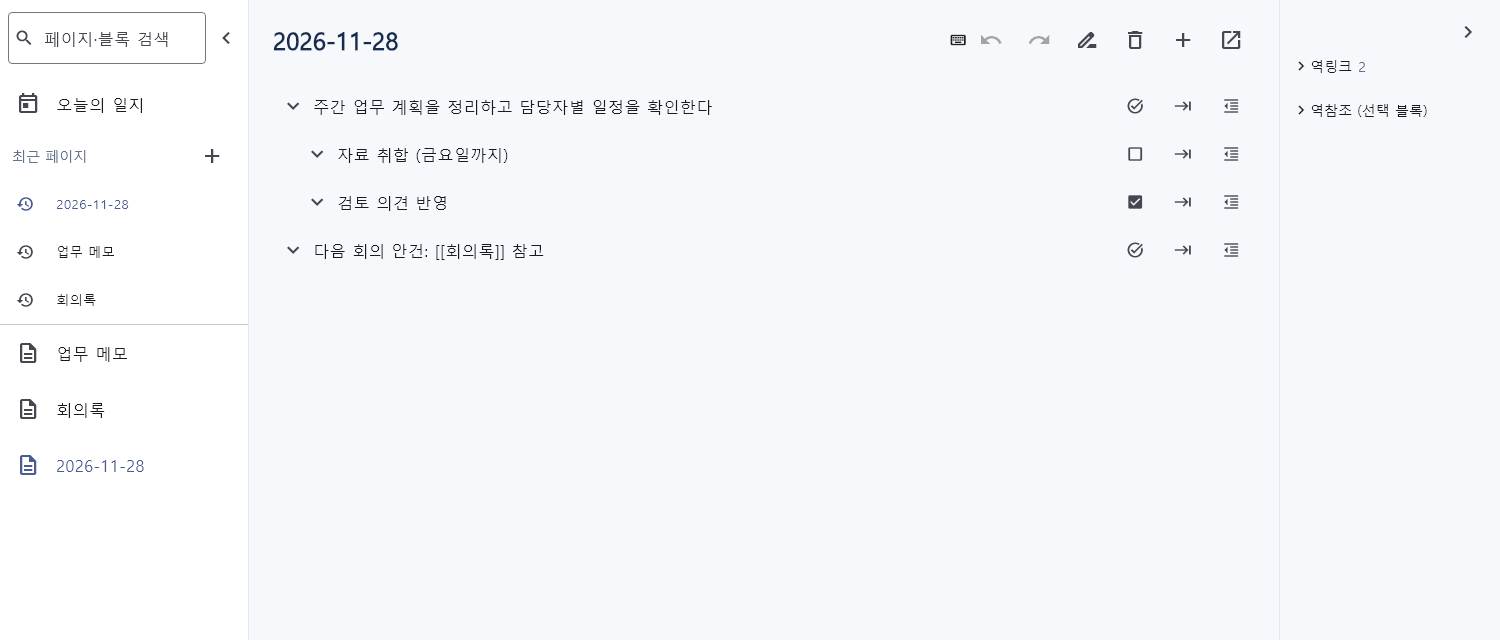 페이지·블록 검색
오늘의 일지
최근 페이지
2026-11-28
업무 메모
회의록
업무 메모
회의록
2026-11-28
2026-11-28
주간 업무 계획을 정리하고 담당자별 일정을 확인한다
자료 취합 (금요일까지)
검토 의견 반영
다음 회의 안건: [[회의록]] 참고
역링크 2
역참조 (선택 블록)